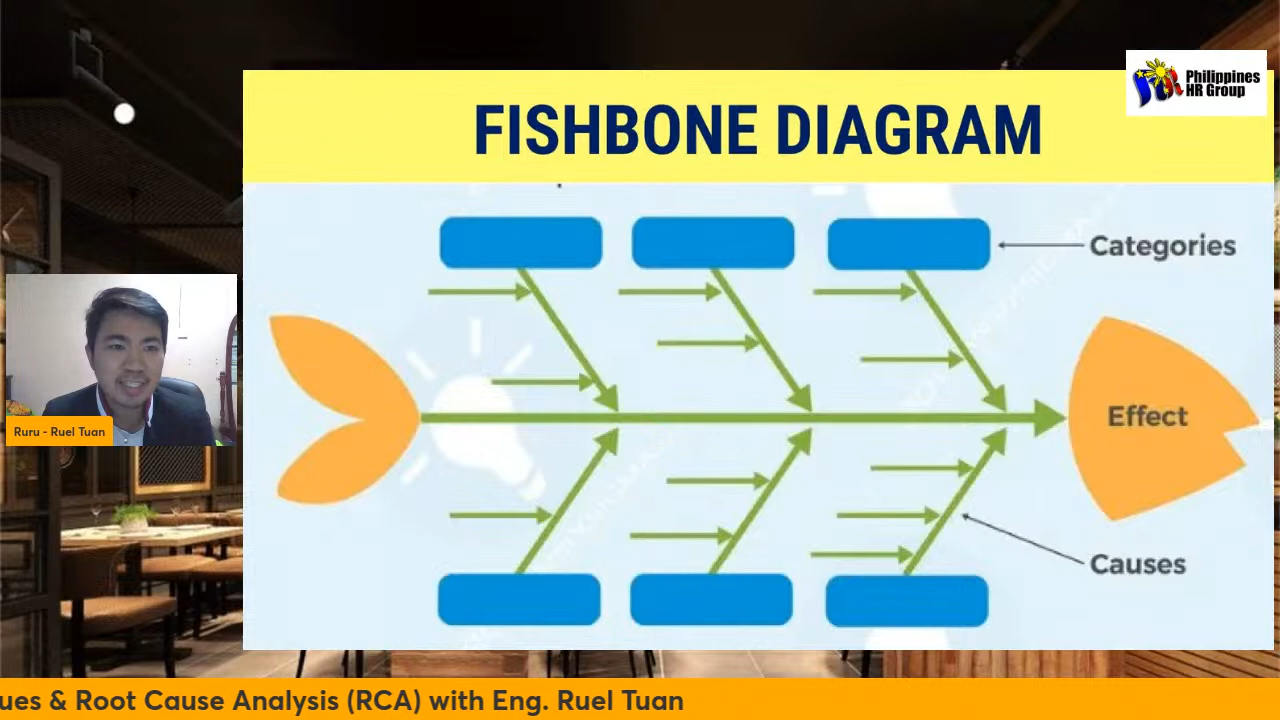 Philippines
HR Group
FISHBONE DIAGRAM
Categories
Effect
Ruru - Ruel Tuan
Causes
ues & Root Cause Analysis (RCA) with Eng. Ruel Tuan